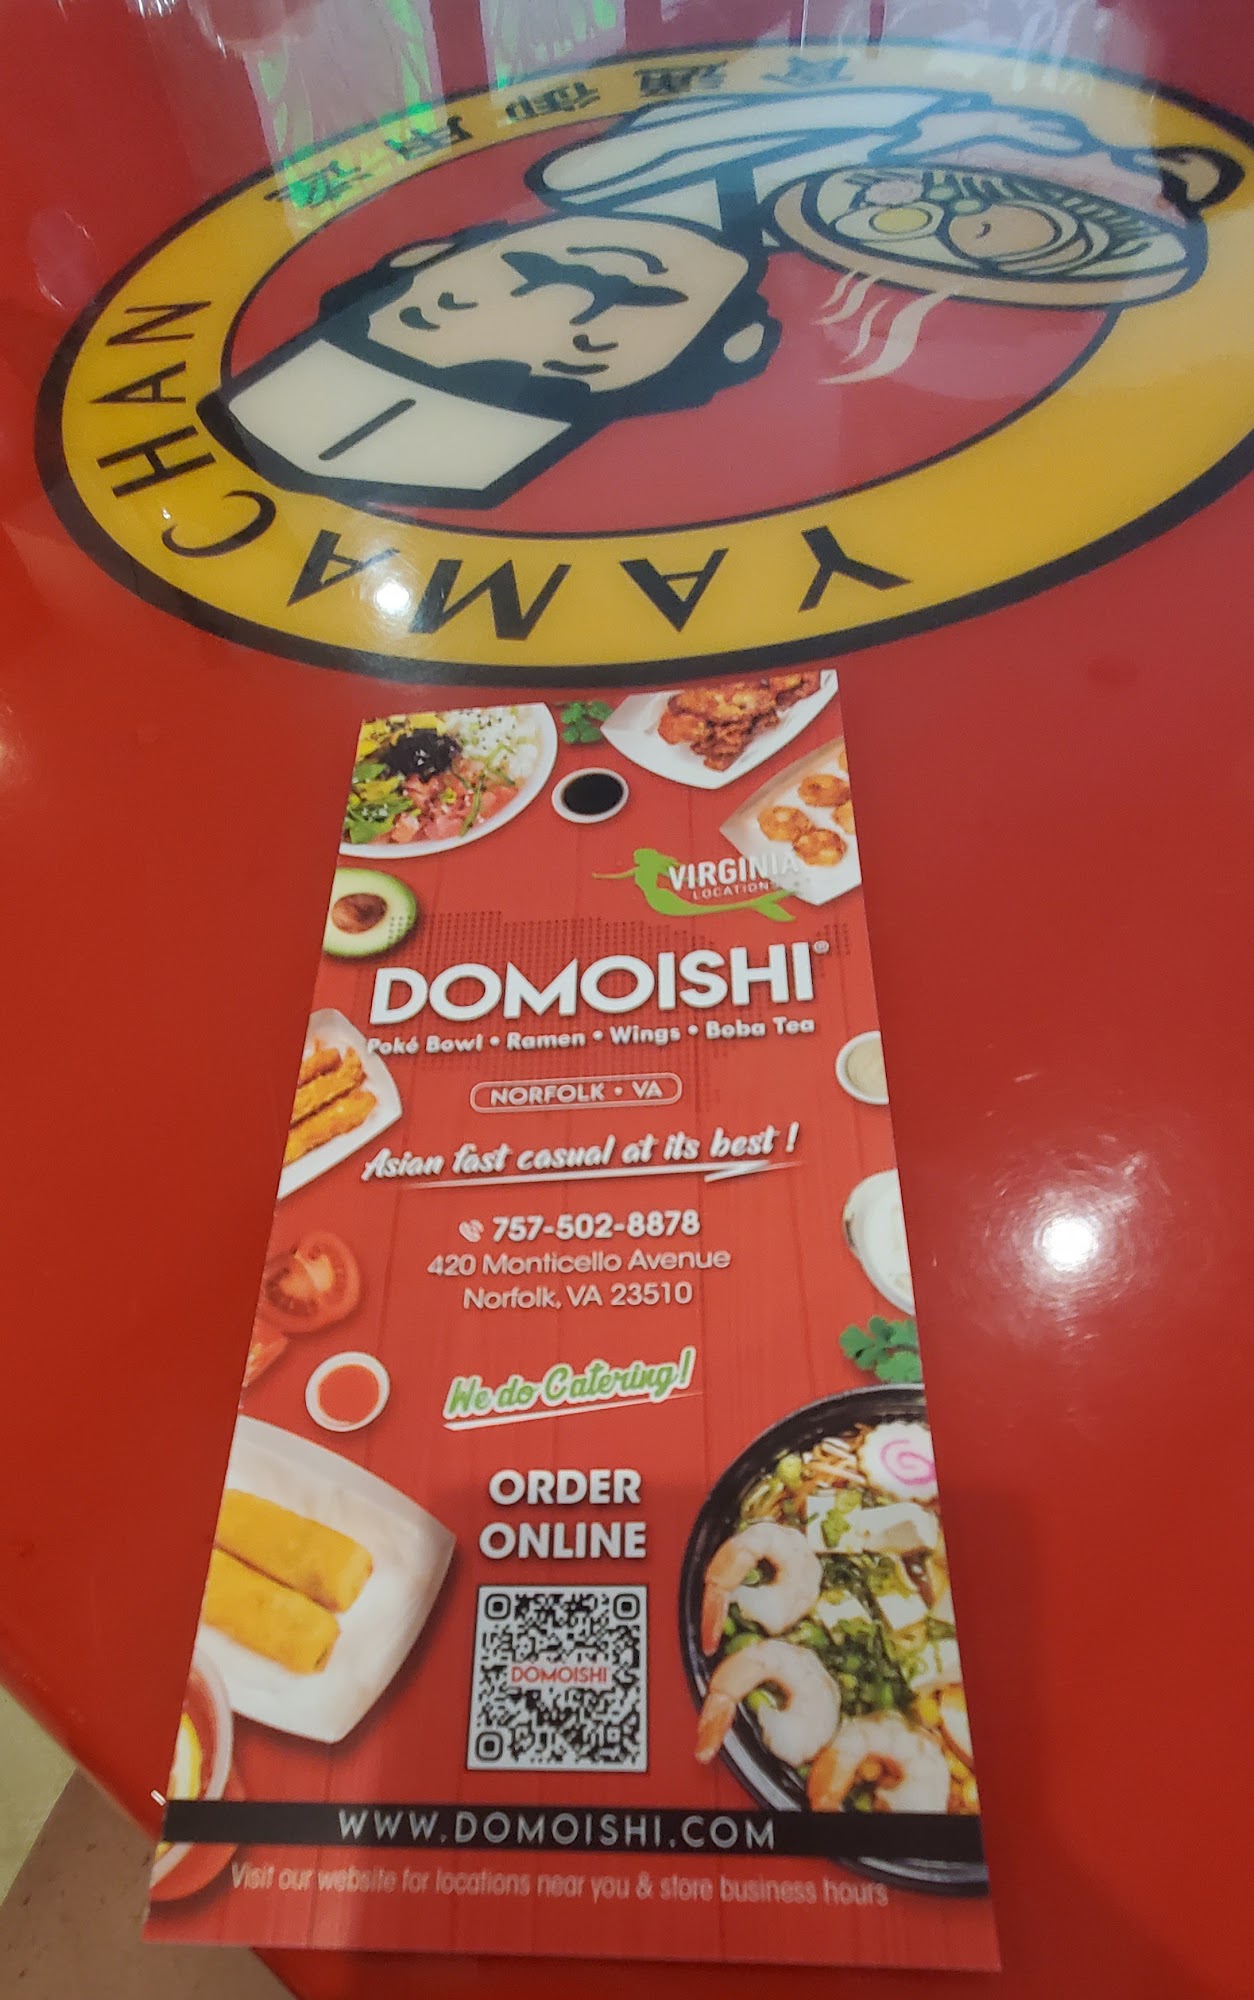 YAMACHAN
VIRGINIA
LOCATIONS
DOMOISHI®
Poké Bowl • Ramen • Wings • Boba Tea
NORFOLK • VA
Asian fast casual at its best !
757-502-8878
420 Monticello Avenue
Norfolk, VA 23510
We do Catering!
ORDER
ONLINE
DOMOISHI
WWW.DOMOISHI.COM
Visit our website for locations near you & store business hours